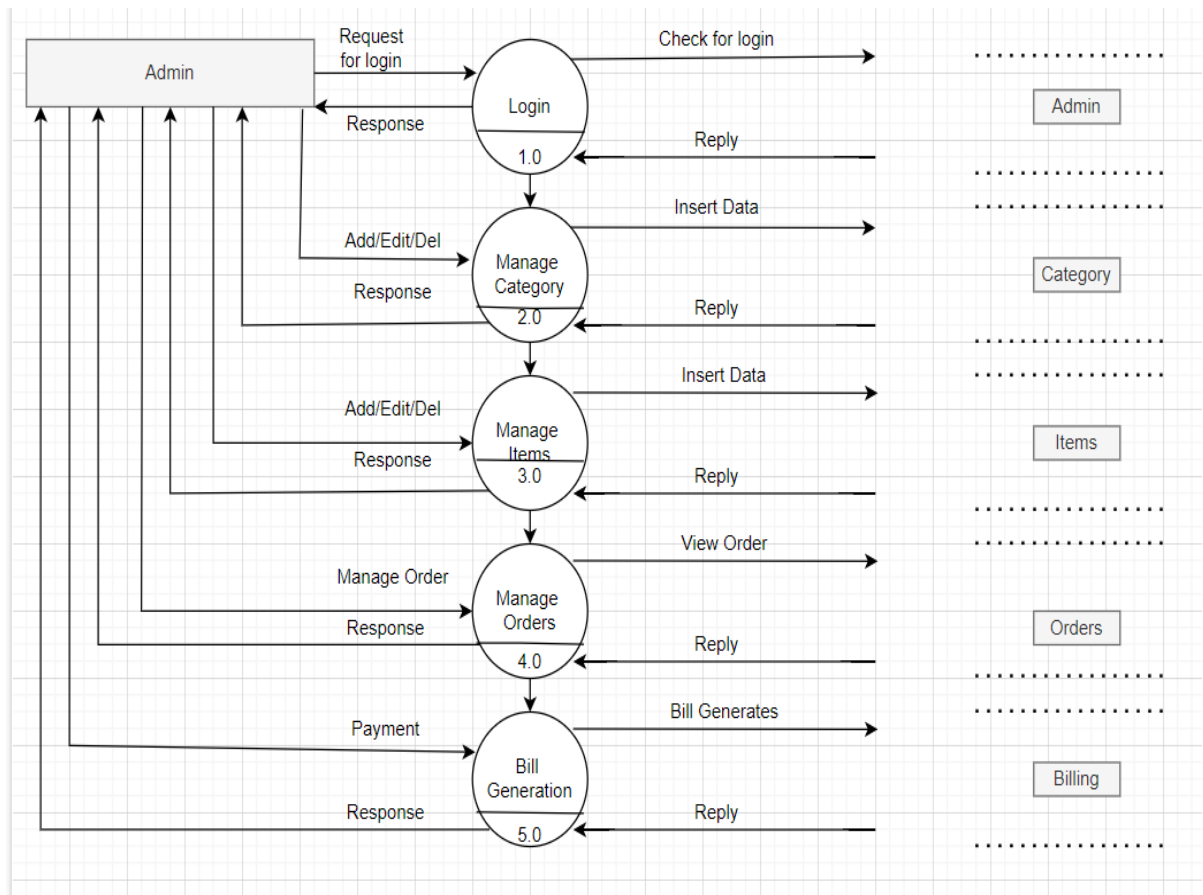 Request
for login
Check for login
Admin
Login
Admin
Response
Reply
1.0
Insert Data
Add/Edit/Del
Manage
Category
Category
Response
Reply
2.0
Insert Data
Add/Edit/Del
Manage
Items
Items
Response
Reply
3.0
View Order
Manage Order
Manage
Orders
Orders
Response
Reply
4.0
Bill Generates
Payment
Bill
Generation
Billing
Response
Reply
5.0